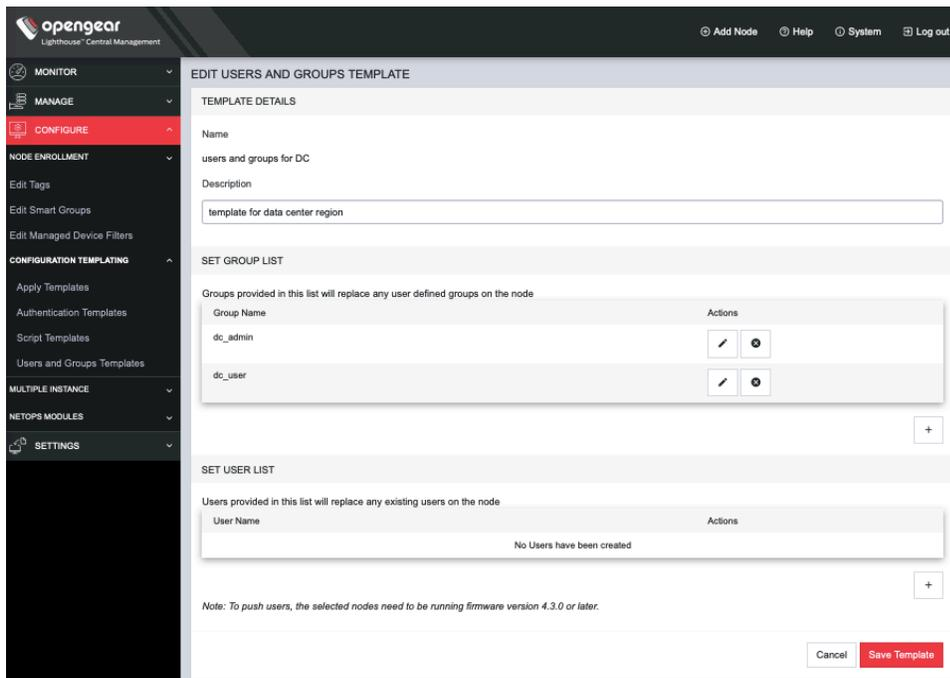 opengear
Lighthouse™ Central Management
Add Node Help System Log out
MONITOR
MANAGE
CONFIGURE
NODE ENROLLMENT
Edit Tags
Edit Smart Groups
Edit Managed Device Filters
CONFIGURATION TEMPLATING
Apply Templates
Authentication Templates
Script Templates
Users and Groups Templates
MULTIPLE INSTANCE
NETOPS MODULES
SETTINGS
EDIT USERS AND GROUPS TEMPLATE
TEMPLATE DETAILS
Name
users and groups for DC
Description
template for data center region
SET GROUP LIST
Groups provided in this list will replace any user defined groups on the node
Group Name Actions
dc_admin
dc_user
+
SET USER LIST
Users provided in this list will replace any existing users on the node
User Name Actions
No Users have been created
+
Note: To push users, the selected nodes need to be running firmware version 4.3.0 or later.
Cancel Save Template